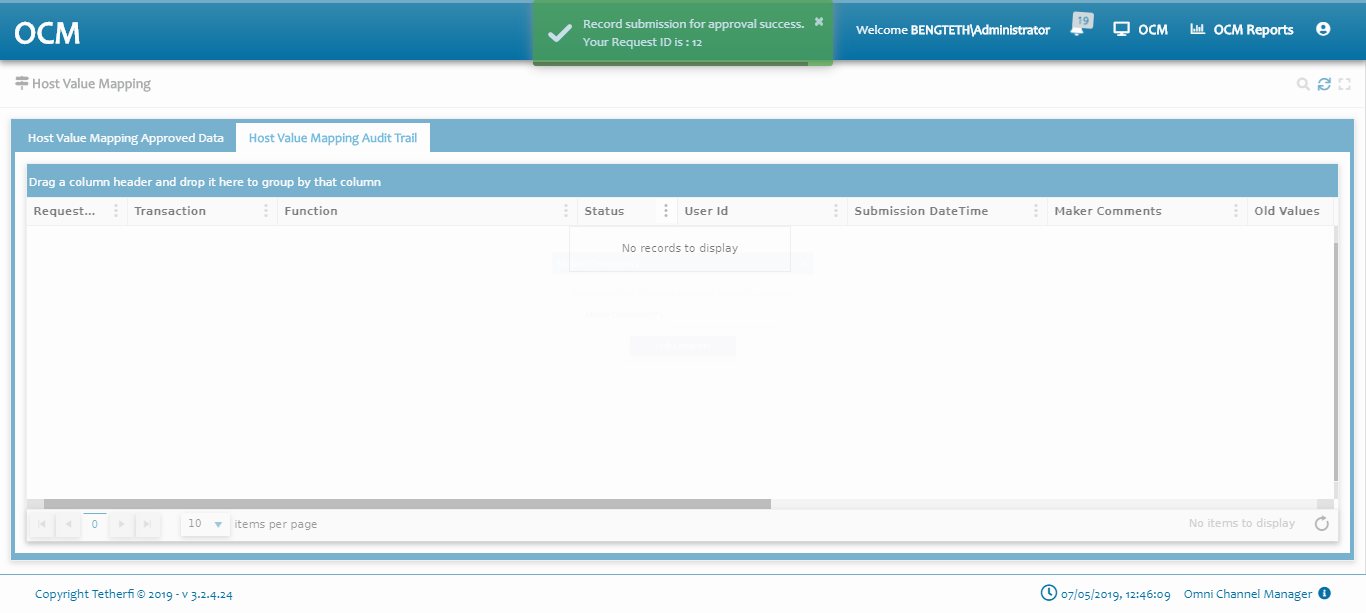 OCM
Record submission for approval success.
Your Request ID is : 12
Welcome BENGTETH\Administrator
19
OCM
OCM Reports
Host Value Mapping
Host Value Mapping Approved Data
Host Value Mapping Audit Trail
Drag a column header and drop it here to group by that column
Request... Transaction Function Status User Id Submission DateTime Maker Comments Old Values
No records to display
0
10 items per page
No items to display
Copyright Tetherfi © 2019 - v 3.2.4.24
07/05/2019, 12:46:09 Omni Channel Manager